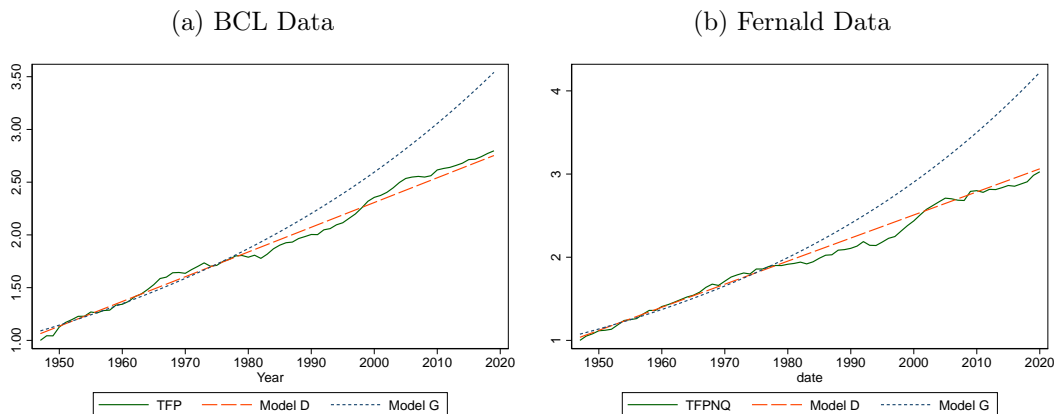 (a) BCL Data
3.50
3.00
2.50
2.00
1.50
1.00
1950 1960 1970 1980 1990 2000 2010 2020
Year
TFP Model D Model G
(b) Fernald Data
4
3
2
1
1950 1960 1970 1980 1990 2000 2010 2020
date
TFPNQ Model D Model G